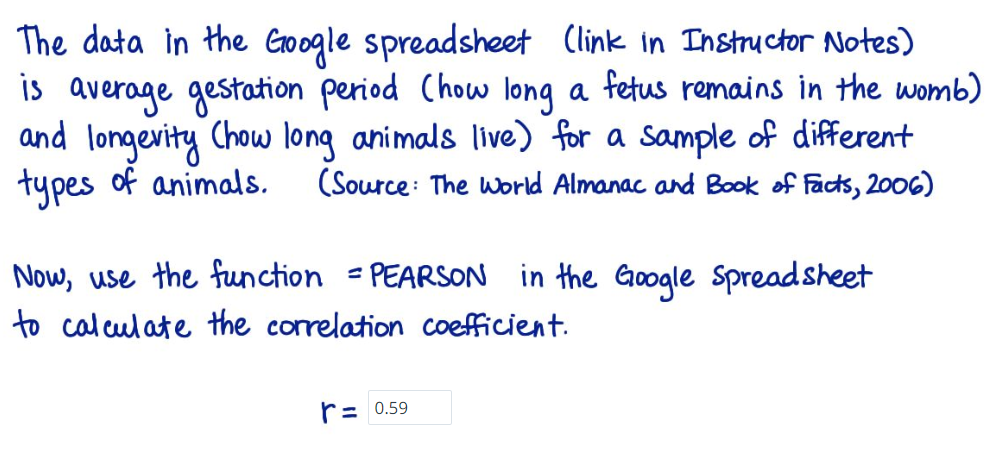 The data in the Google spreadsheet (link in Instructor Notes)
is average gestation period (how long a fetus remains in the womb)
and longevity (how long animals live) for a sample of different
types of animals. (Source: The World Almanac and Book of Facts, 2006)
Now, use the function = PEARSON in the Google Spreadsheet
to calculate the correlation coefficient.
r = 0.59